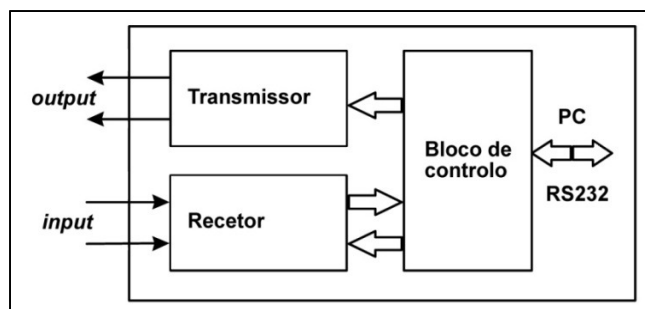 output
Transmissor
input
Recetor
Bloco de
controlo
PC
RS232